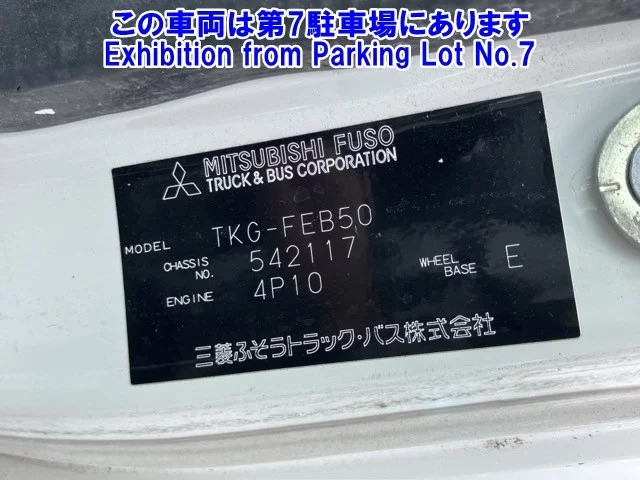 この車両は第7駐車場にあります
Exhibition from Parking Lot No.7
MITSUBISHI FUSO
TRUCK & BUS CORPORATION
MODEL TKG-FEB50
CHASSIS NO. 542117
ENGINE 4P10 WHEEL BASE E
三菱ふそうトラック・バス株式会社